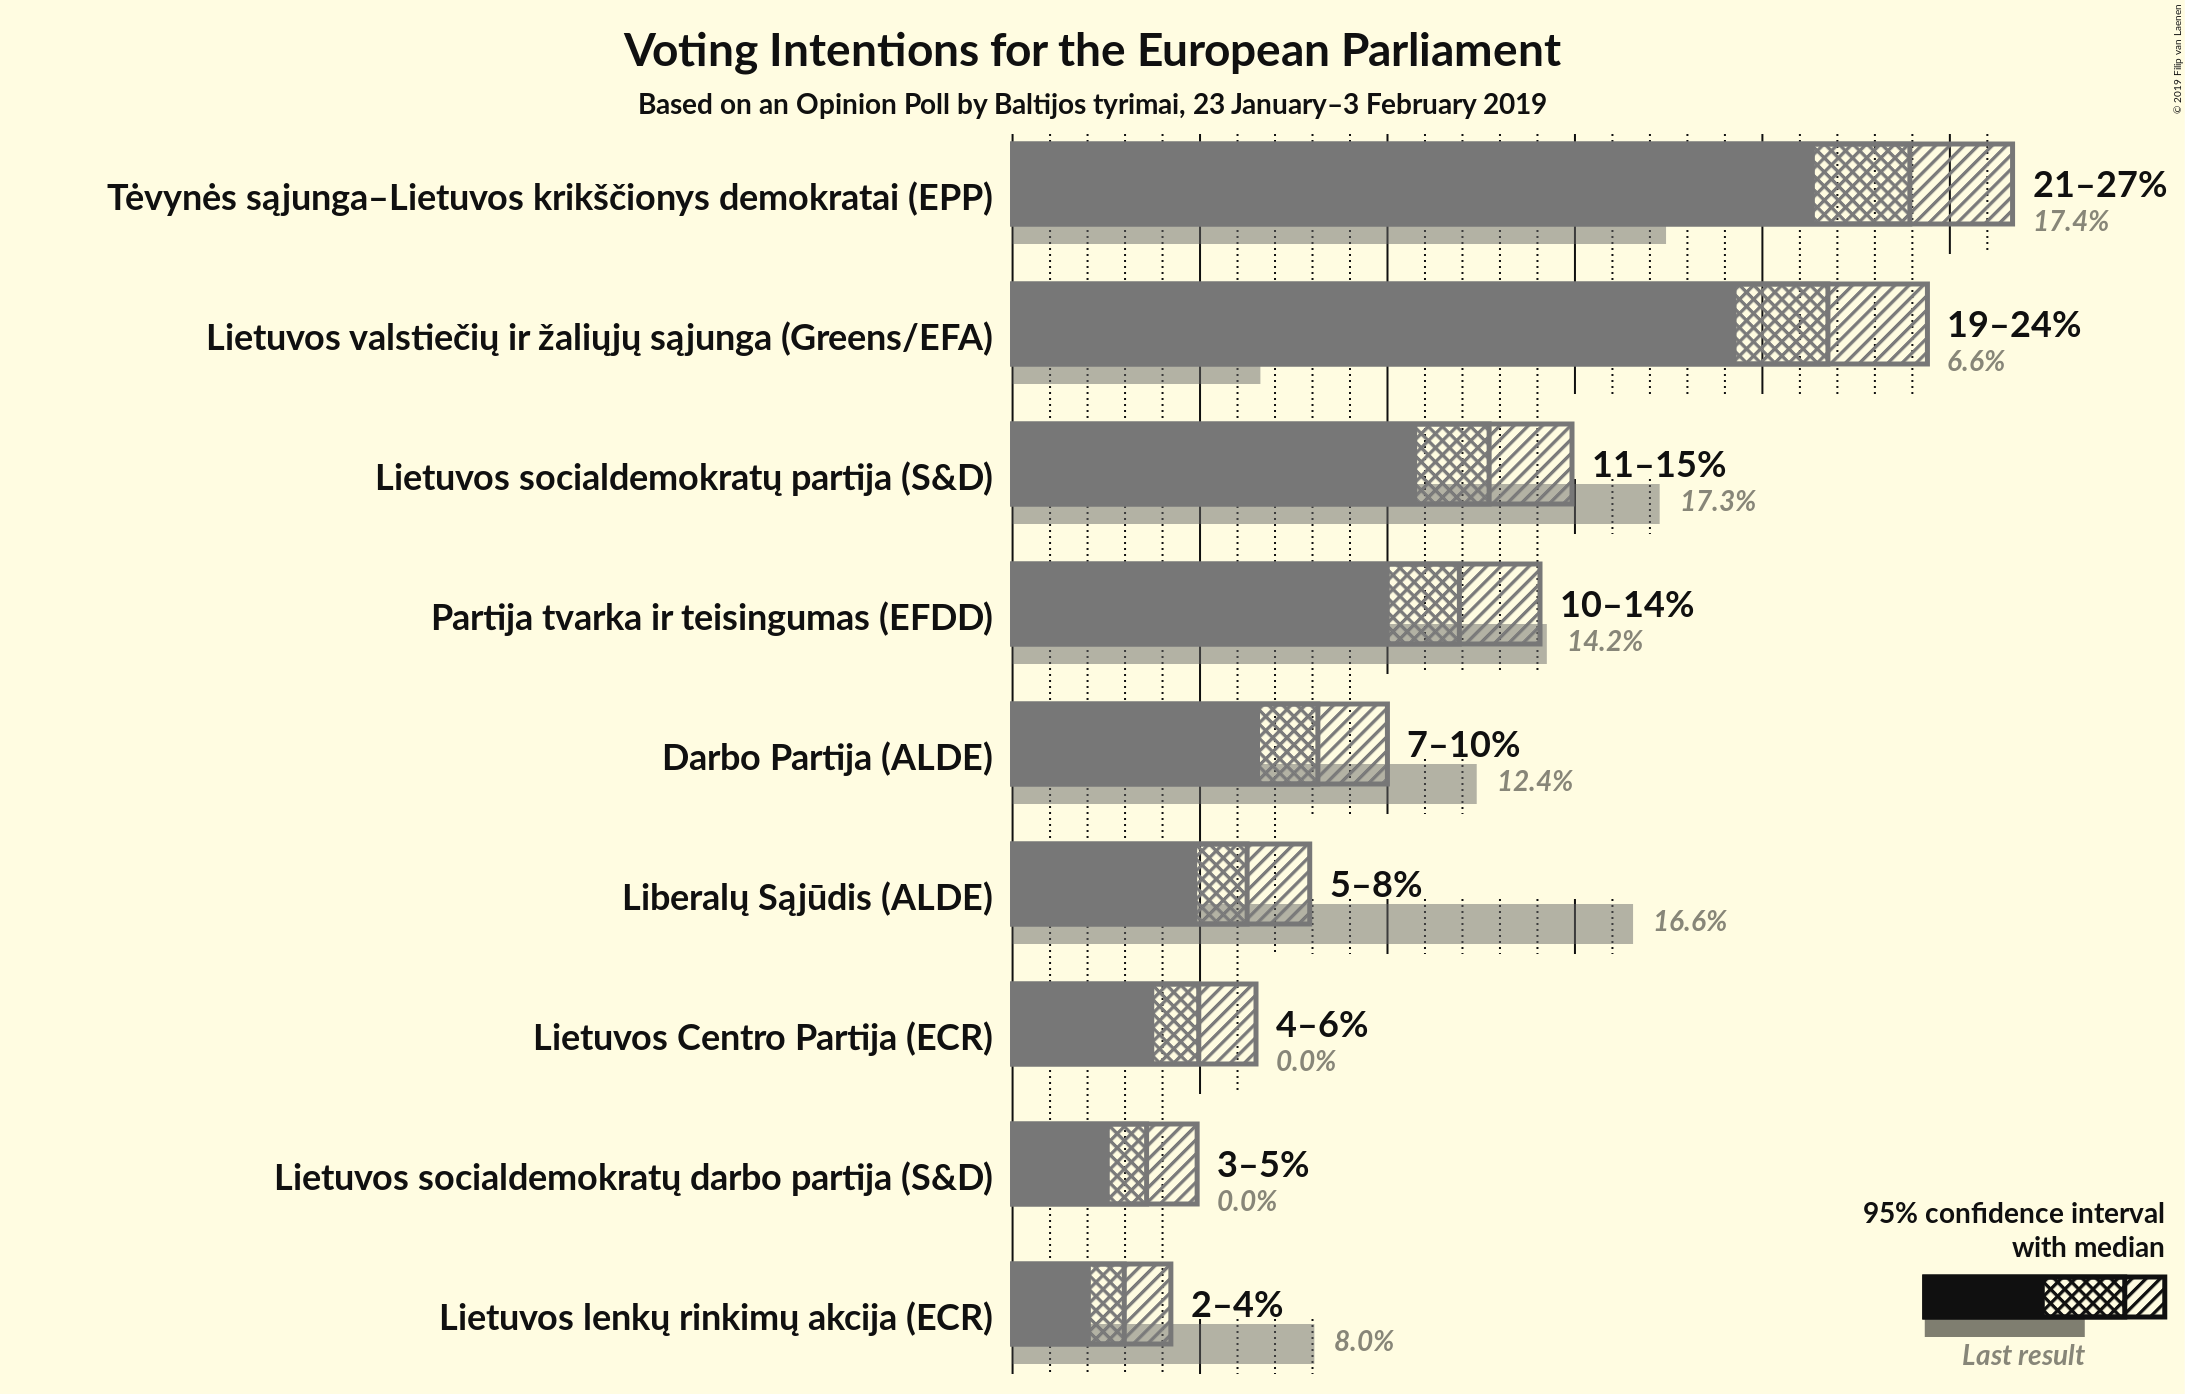 Voting Intentions for the European Parliament
Based on an Opinion Poll by Baltijos tyrimai, 23 January–3 February 2019
© 2019 Filip van Laenen
Tėvynės sąjunga–Lietuvos krikščionys demokratai (EPP)
21–27%
17.4%
Lietuvos valstiečių ir žaliųjų sąjunga (Greens/EFA)
19–24%
6.6%
Lietuvos socialdemokratų partija (S&D)
11–15%
17.3%
Partija tvarka ir teisingumas (EFDD)
10–14%
14.2%
Darbo Partija (ALDE)
7–10%
12.4%
Liberalų Sąjūdis (ALDE)
5–8%
16.6%
Lietuvos Centro Partija (ECR)
4–6%
0.0%
Lietuvos socialdemokratų darbo partija (S&D)
3–5%
0.0%
Lietuvos lenkų rinkimų akcija (ECR)
2–4%
8.0%
95% confidence interval
with median
Last result